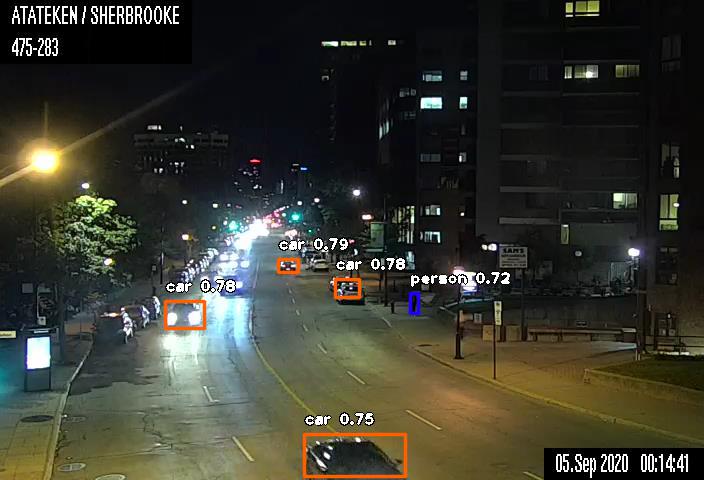 ATATEKEN / SHERBROOKE
475-283
car 0.79
car 0.78
person 0.72
car 0.78
car 0.75
05.Sep 2020 00:14:41